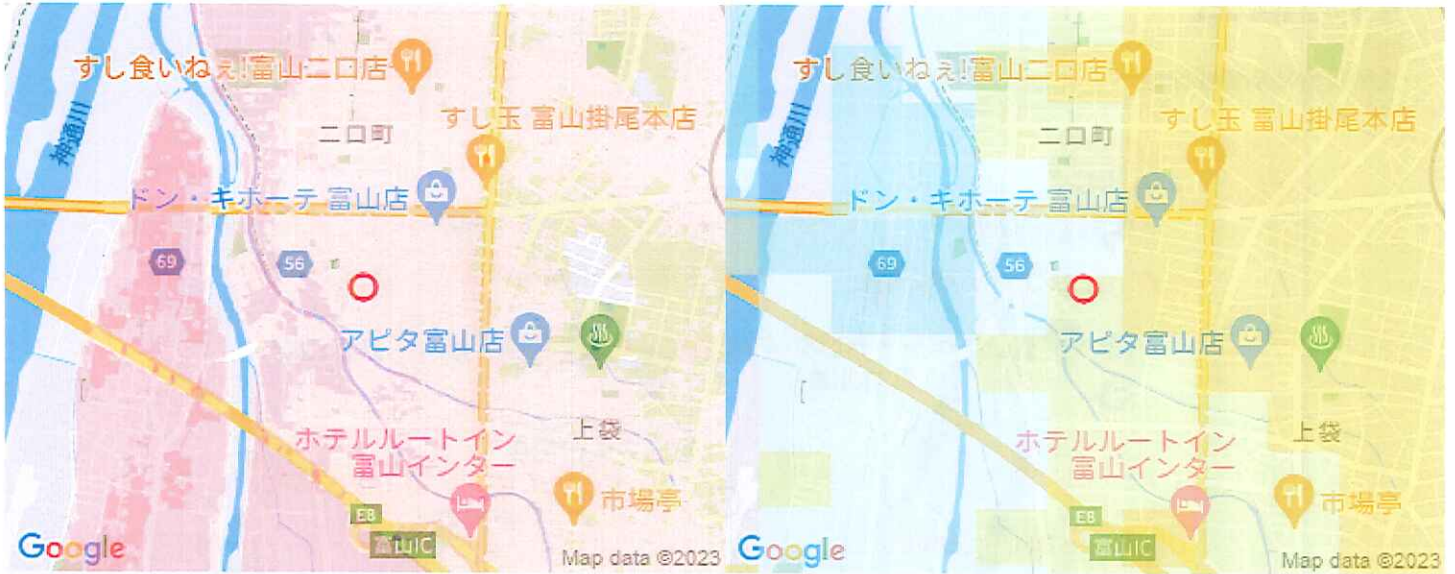 すし食いねぇ!富山二口店
すし玉 富山掛尾本店
二口町
神通川
ドン・キホーテ 富山店
69
56
アピタ富山店
上袋
ホテルルートイン
富山インター
市場亭
E8
富山IC
Google
Map data ©2023
すし食いねぇ!富山二口店
すし玉 富山掛尾本店
二口町
神通川
ドン・キホーテ 富山店
69
56
アピタ富山店
上袋
ホテルルートイン
富山インター
市場亭
E8
富山IC
Google
Map data ©2023